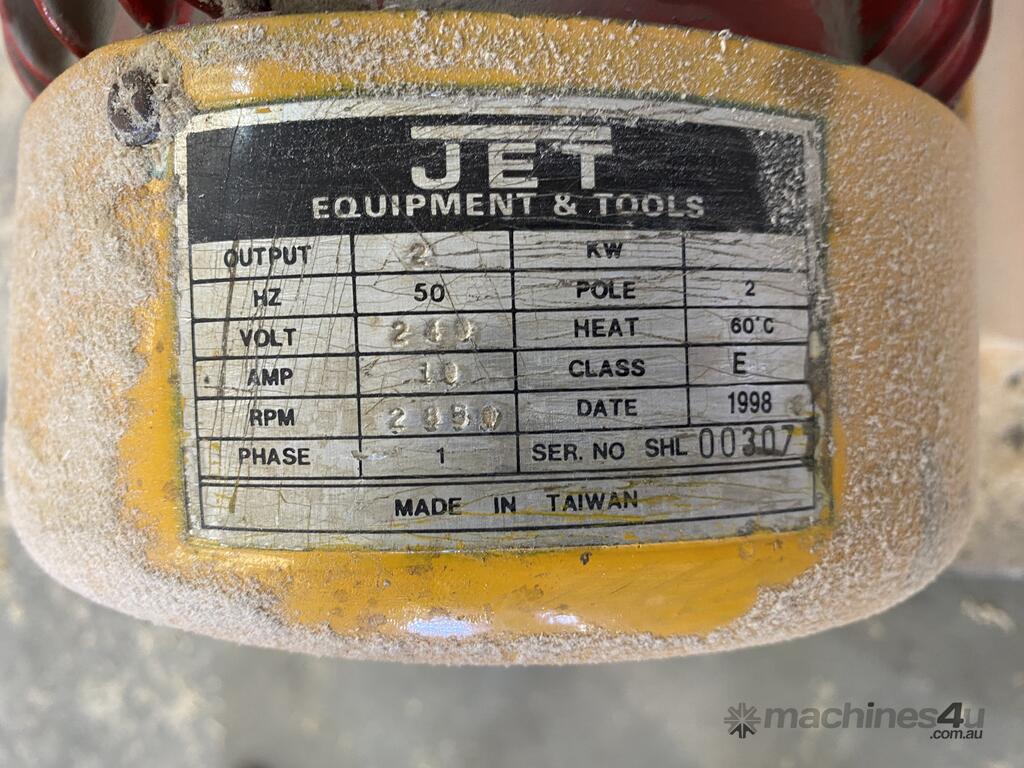 JET
EQUIPMENT & TOOLS
OUTPUT 2 KW
HZ 50 POLE 2
VOLT 240 HEAT 60°C
AMP 10 CLASS E
RPM 2850 DATE 1998
PHASE 1 SER. NO SHL 00307
MADE IN TAIWAN
machines4u
.com.au